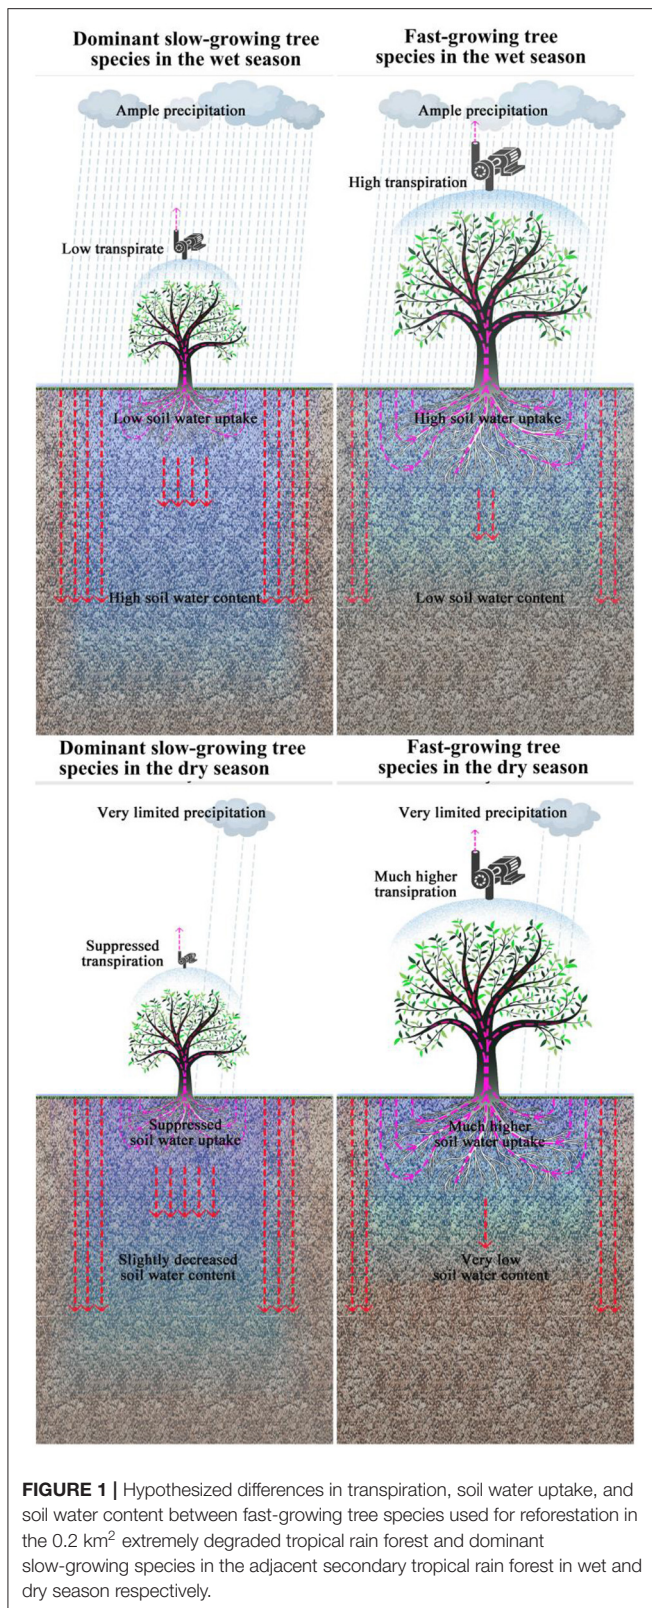 Dominant slow-growing tree
species in the wet season
Fast-growing tree
species in the wet season
Ample precipitation
Ample precipitation
Low transpirate
High transpiration
Low soil water uptake
High soil water uptake
High soil water content
Low soil water content
Dominant slow-growing tree
species in the dry season
Fast-growing tree
species in the dry season
Very limited precipitation
Very limited precipitation
Suppressed
transpiration
Much higher
transipration
Suppressed
soil water uptake
Much higher
soil water uptake
Slightly decreased
soil water content
Very low
soil water content
FIGURE 1 | Hypothesized differences in transpiration, soil water uptake, and
soil water content between fast-growing tree species used for reforestation in
the 0.2 km² extremely degraded tropical rain forest and dominant
slow-growing species in the adjacent secondary tropical rain forest in wet and
dry season respectively.